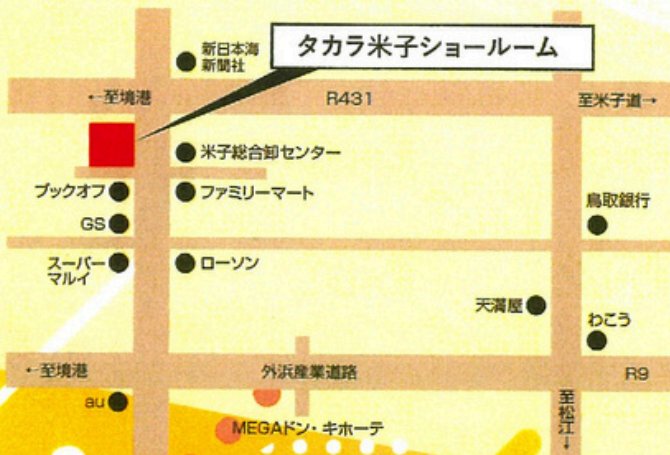 新日本海
新聞社
タカラ米子ショールーム
←至境港
R431
至米子道→
米子総合卸センター
ブックオフ
ファミリーマート
鳥取銀行
GS
スーパー
マルイ
ローソン
天満屋
わこう
←至境港
外浜産業道路
R9
au
至松江→
MEGAドン・キホーテ